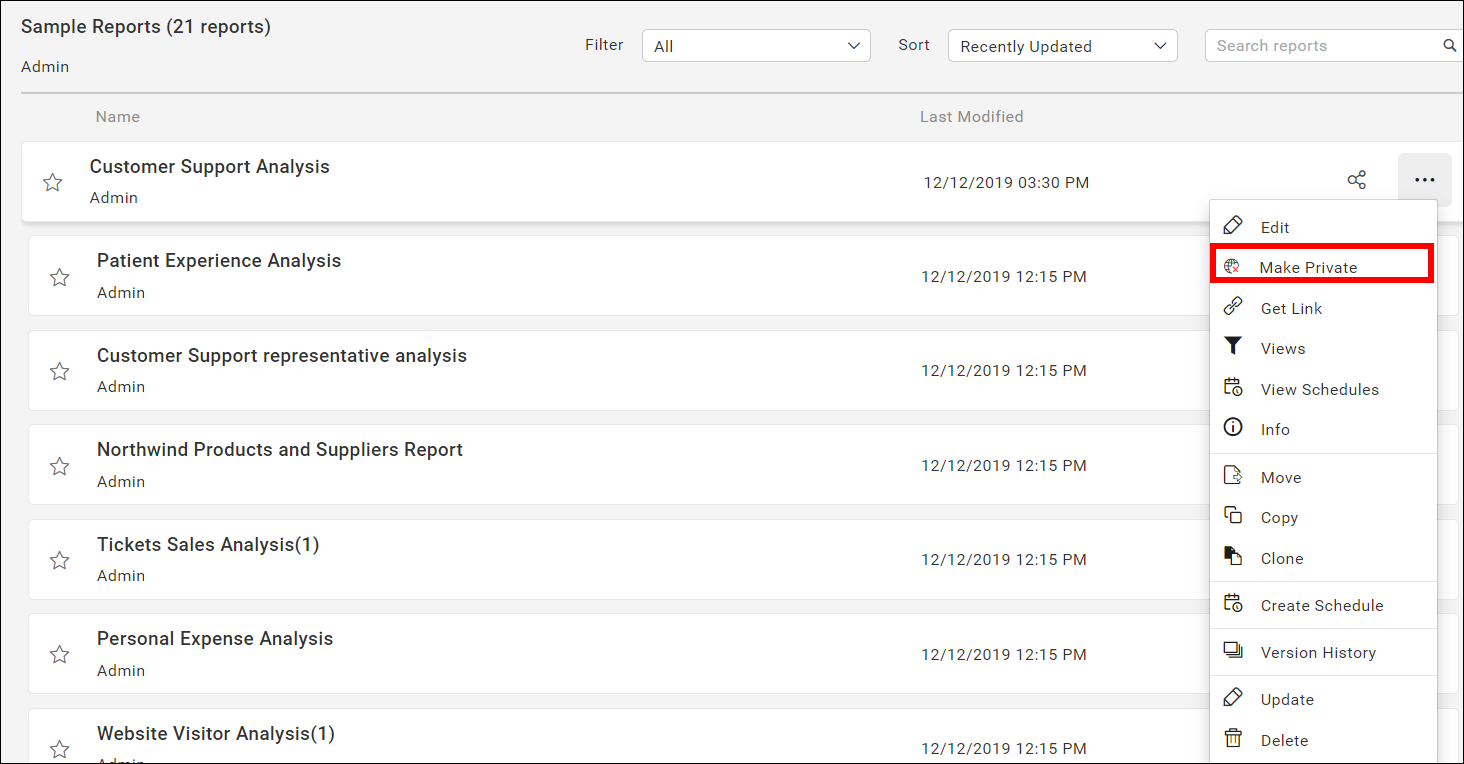 Sample Reports (21 reports)
Admin
Filter All Sort Recently Updated Search reports
Name Last Modified
Customer Support Analysis
Admin
12/12/2019 03:30 PM
Patient Experience Analysis
Admin
12/12/2019 12:15 PM
Customer Support representative analysis
Admin
12/12/2019 12:15 PM
Northwind Products and Suppliers Report
Admin
12/12/2019 12:15 PM
Tickets Sales Analysis(1)
Admin
12/12/2019 12:15 PM
Personal Expense Analysis
Admin
12/12/2019 12:15 PM
Website Visitor Analysis(1)
Admin
12/12/2019 12:15 PM
Edit
Make Private
Get Link
Views
View Schedules
Info
Move
Copy
Clone
Create Schedule
Version History
Update
Delete